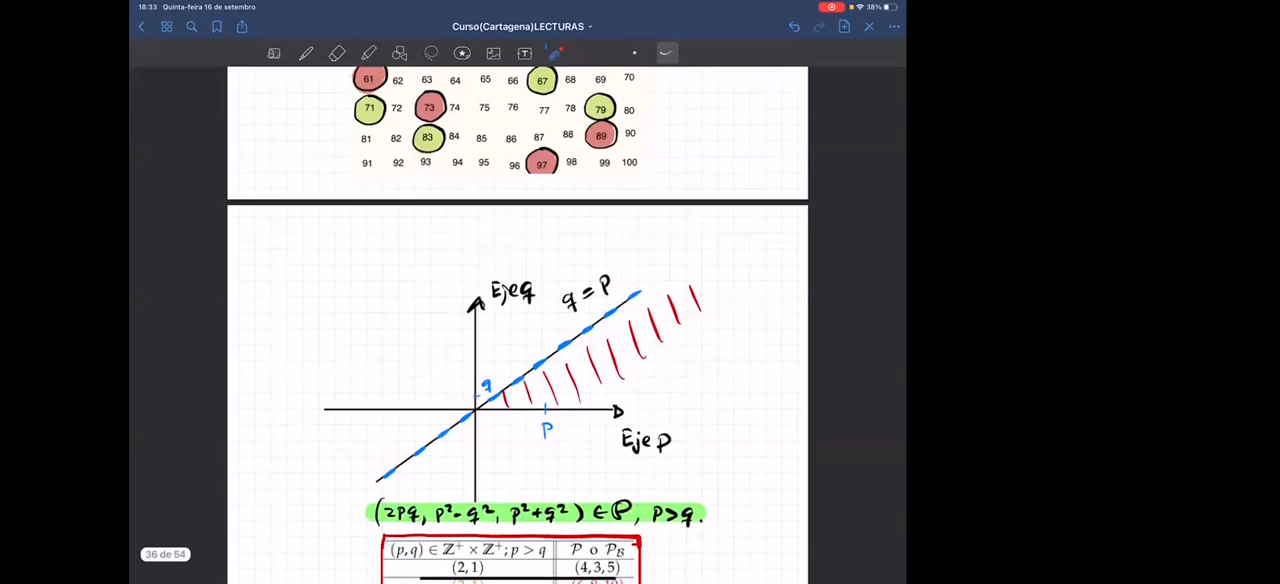 18:33 Quinta-feira 16 de setembro
38%
Curso(Cartagena)LECTURAS
61 62 63 64 65 66 67 68 69 70
71 72 73 74 75 76 77 78 79 80
81 82 83 84 85 86 87 88 89 90
91 92 93 94 95 96 97 98 99 100
Eje q
q = P
q
P
Eje p
(2pq, p²-q², p²+q²) ∈ P, p>q.
(p,q) ∈ ℤ⁺ × ℤ⁺; p > q 𝒫 o 𝒫_B
(2,1) (4,3,5)
36 de 54